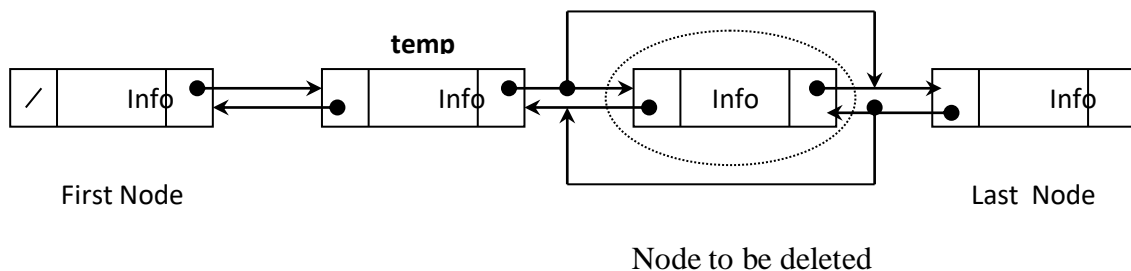 temp
Info Info Info Info
First Node Last Node
Node to be deleted